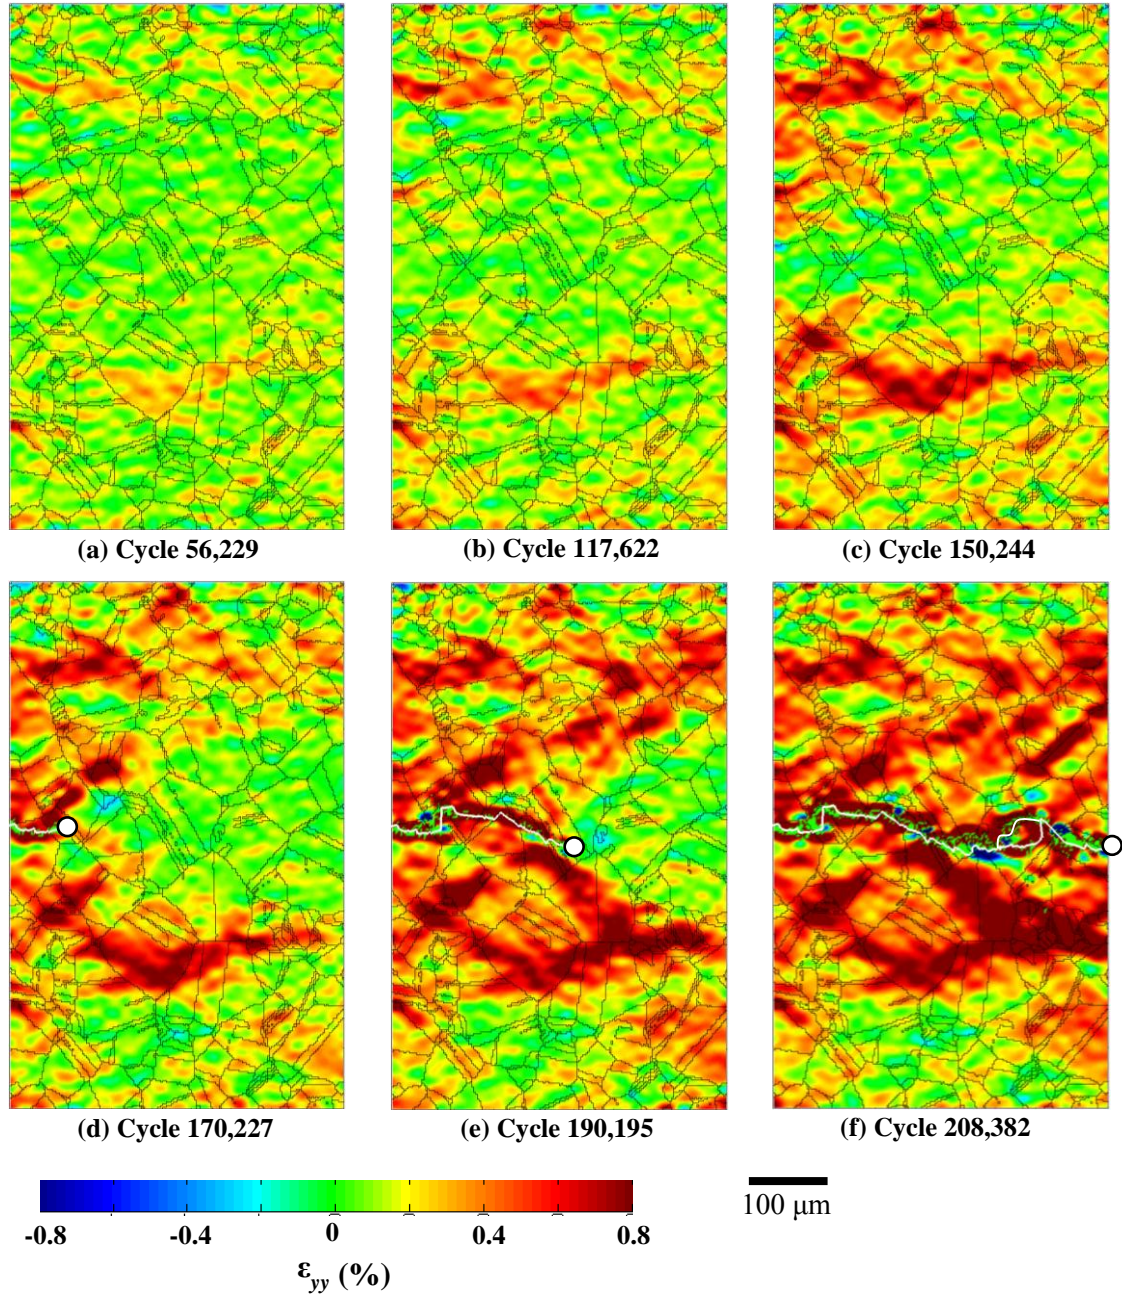 (a) Cycle 56,229
(b) Cycle 117,622
(c) Cycle 150,244
(d) Cycle 170,227
(e) Cycle 190,195
(f) Cycle 208,382
-0.8 -0.4 0 0.4 0.8
εyy (%)
100 μm